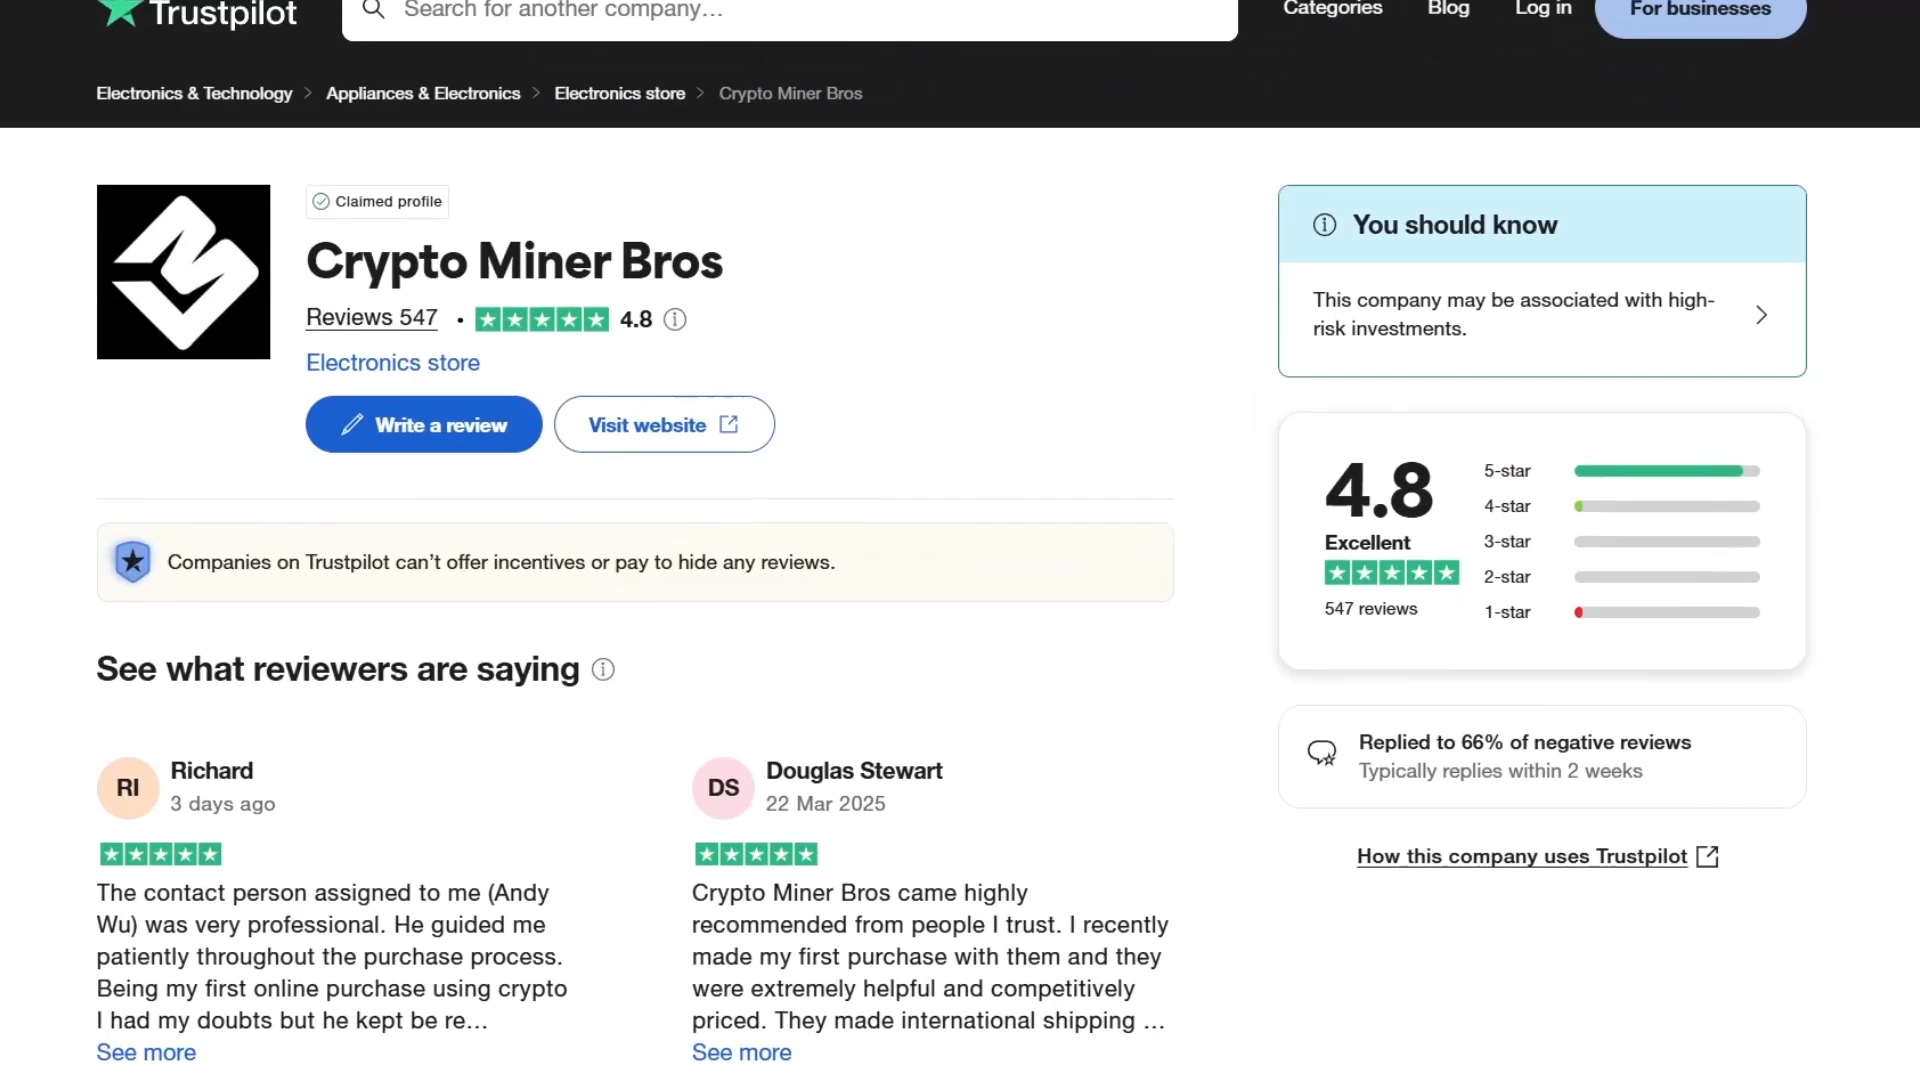 Trustpilot
Search for another company…
Categories
Blog
Log in
For businesses
Electronics & Technology > Appliances & Electronics > Electronics store > Crypto Miner Bros
Claimed profile
Crypto Miner Bros
Reviews 547 • 4.8
Electronics store
Write a review
Visit website
Companies on Trustpilot can’t offer incentives or pay to hide any reviews.
See what reviewers are saying
RI
Richard
3 days ago
The contact person assigned to me (Andy
Wu) was very professional. He guided me
patiently throughout the purchase process.
Being my first online purchase using crypto
I had my doubts but he kept be re…
See more
DS
Douglas Stewart
22 Mar 2025
Crypto Miner Bros came highly
recommended from people I trust. I recently
made my first purchase with them and they
were extremely helpful and competitively
priced. They made international shipping …
See more
You should know
This company may be associated with high-
risk investments.
4.8
Excellent
547 reviews
5-star
4-star
3-star
2-star
1-star
Replied to 66% of negative reviews
Typically replies within 2 weeks
How this company uses Trustpilot